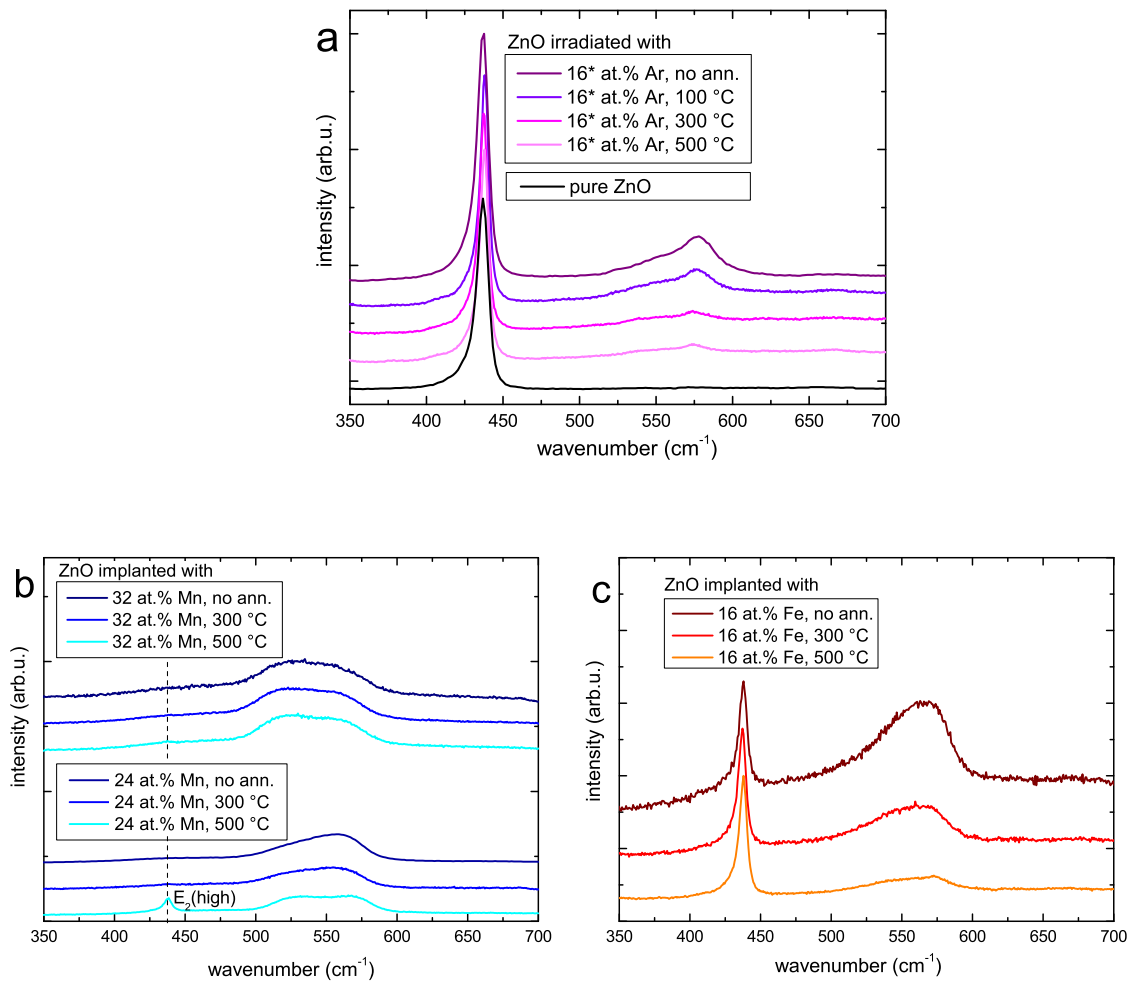 a
ZnO irradiated with
16* at.% Ar, no ann.
16* at.% Ar, 100 °C
16* at.% Ar, 300 °C
16* at.% Ar, 500 °C
pure ZnO
intensity (arb.u.)
350 400 450 500 550 600 650 700
wavenumber (cm⁻¹)
b
ZnO implanted with
32 at.% Mn, no ann.
32 at.% Mn, 300 °C
32 at.% Mn, 500 °C
24 at.% Mn, no ann.
24 at.% Mn, 300 °C
24 at.% Mn, 500 °C
E₂(high)
intensity (arb.u.)
350 400 450 500 550 600 650 700
wavenumber (cm⁻¹)
c
ZnO implanted with
16 at.% Fe, no ann.
16 at.% Fe, 300 °C
16 at.% Fe, 500 °C
intensity (arb.u.)
350 400 450 500 550 600 650 700
wavenumber (cm⁻¹)